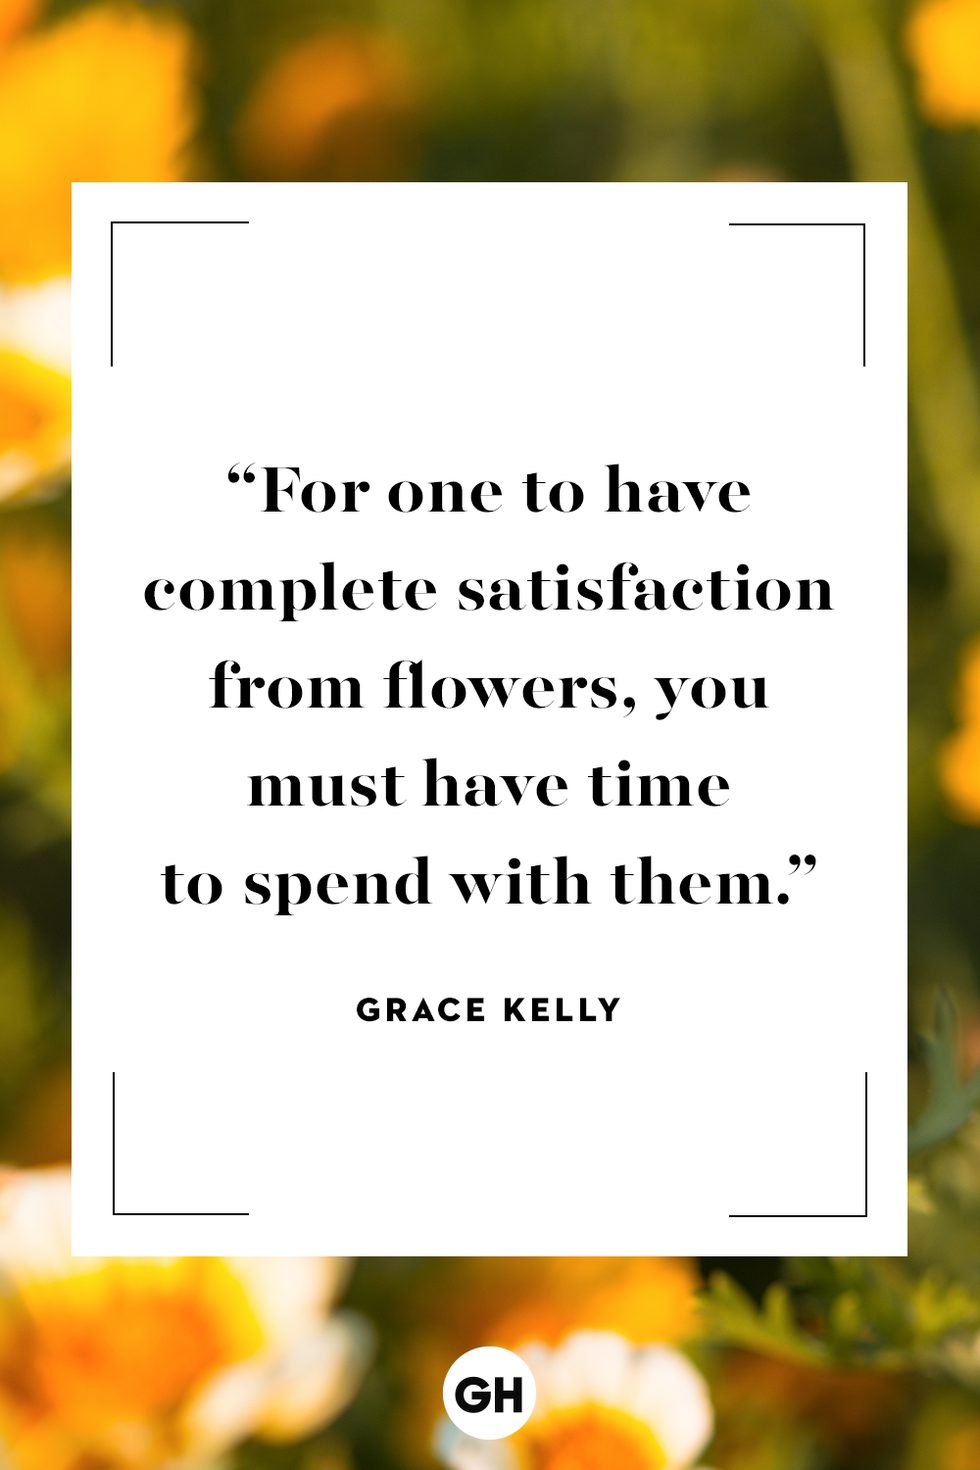 “For one to have
complete satisfaction
from flowers, you
must have time
to spend with them.”
GRACE KELLY
GH